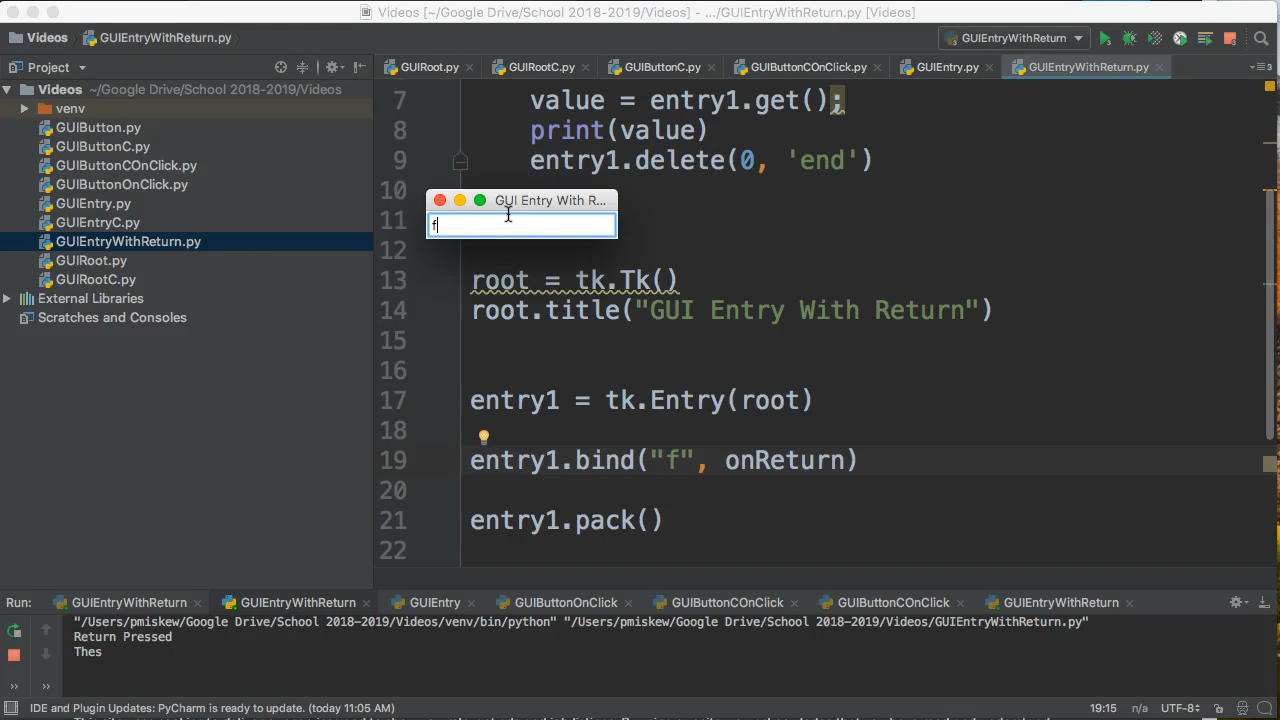 Videos [~/Google Drive/School 2018-2019/Videos] - .../GUIEntryWithReturn.py [Videos]
Videos GUIEntryWithReturn.py GUIEntryWithReturn
Project GUIRoot.py GUIRootC.py GUIButtonC.py GUIButtonCOnClick.py GUIEntry.py GUIEntryWithReturn.py 3
Videos ~/Google Drive/School 2018-2019/Videos
venv
GUIButton.py
GUIButtonC.py
GUIButtonCOnClick.py
GUIButtonOnClick.py
GUIEntry.py
GUIEntryC.py
GUIEntryWithReturn.py
GUIRoot.py
GUIRootC.py
External Libraries
Scratches and Consoles
7 value = entry1.get();
8 print(value)
9 entry1.delete(0, 'end')
10
11
12
13 root = tk.Tk()
14 root.title("GUI Entry With Return")
15
16
17 entry1 = tk.Entry(root)
18
19 entry1.bind("f", onReturn)
20
21 entry1.pack()
22
GUI Entry With R...
f
Run: GUIEntryWithReturn GUIEntryWithReturn GUIEntry GUIButtonOnClick GUIButtonCOnClick GUIButtonCOnClick GUIEntryWithReturn
"/Users/pmiskew/Google Drive/School 2018-2019/Videos/venv/bin/python" "/Users/pmiskew/Google Drive/School 2018-2019/Videos/GUIEntryWithReturn.py"
Return Pressed
Thes
IDE and Plugin Updates: PyCharm is ready to update. (today 11:05 AM) 19:15 n/a UTF-8